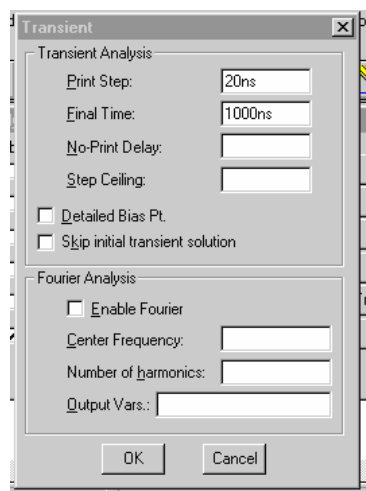 Transient
Transient Analysis
Print Step: 20ns
Final Time: 1000ns
No-Print Delay:
Step Ceiling:
Detailed Bias Pt.
Skip initial transient solution
Fourier Analysis
Enable Fourier
Center Frequency:
Number of harmonics:
Output Vars.:
OK Cancel